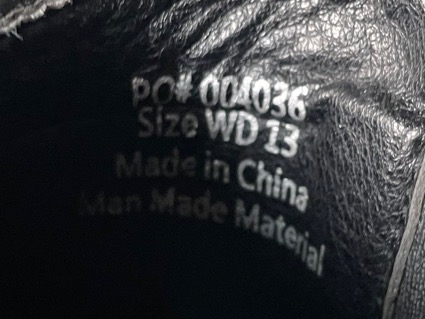 PO# 004036
Size WD 13
Made in China
Man Made Material